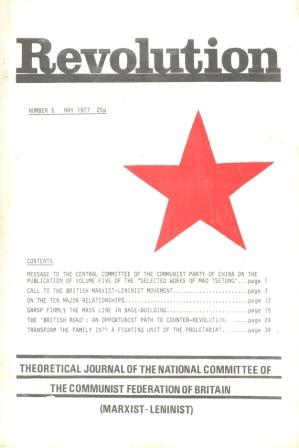 Revolution
NUMBER 5 MAY 1977 25p
CONTENTS
MESSAGE TO THE CENTRAL COMMITTEE OF THE COMMUNIST PARTY OF CHINA ON THE
PUBLICATION OF VOLUME FIVE OF THE "SELECTED WORKS OF MAO TSETUNG"...page 1
CALL TO THE BRITISH MARXIST-LENINIST MOVEMENT....................page 3
ON THE TEN MAJOR RELATIONSHIPS...................................page 12
GRASP FIRMLY THE MASS LINE IN BASE-BUILDING......................page 15
THE 'BRITISH ROAD': AN OPPORTUNIST PATH TO COUNTER-REVOLUTION. .....page 24
TRANSFORM THE FAMILY INTO A FIGHTING UNIT OF THE PROLETARIAT.....page 34
THEORETICAL JOURNAL OF THE NATIONAL COMMITTEE OF
THE COMMUNIST FEDERATION OF BRITAIN
(MARXIST-LENINIST)